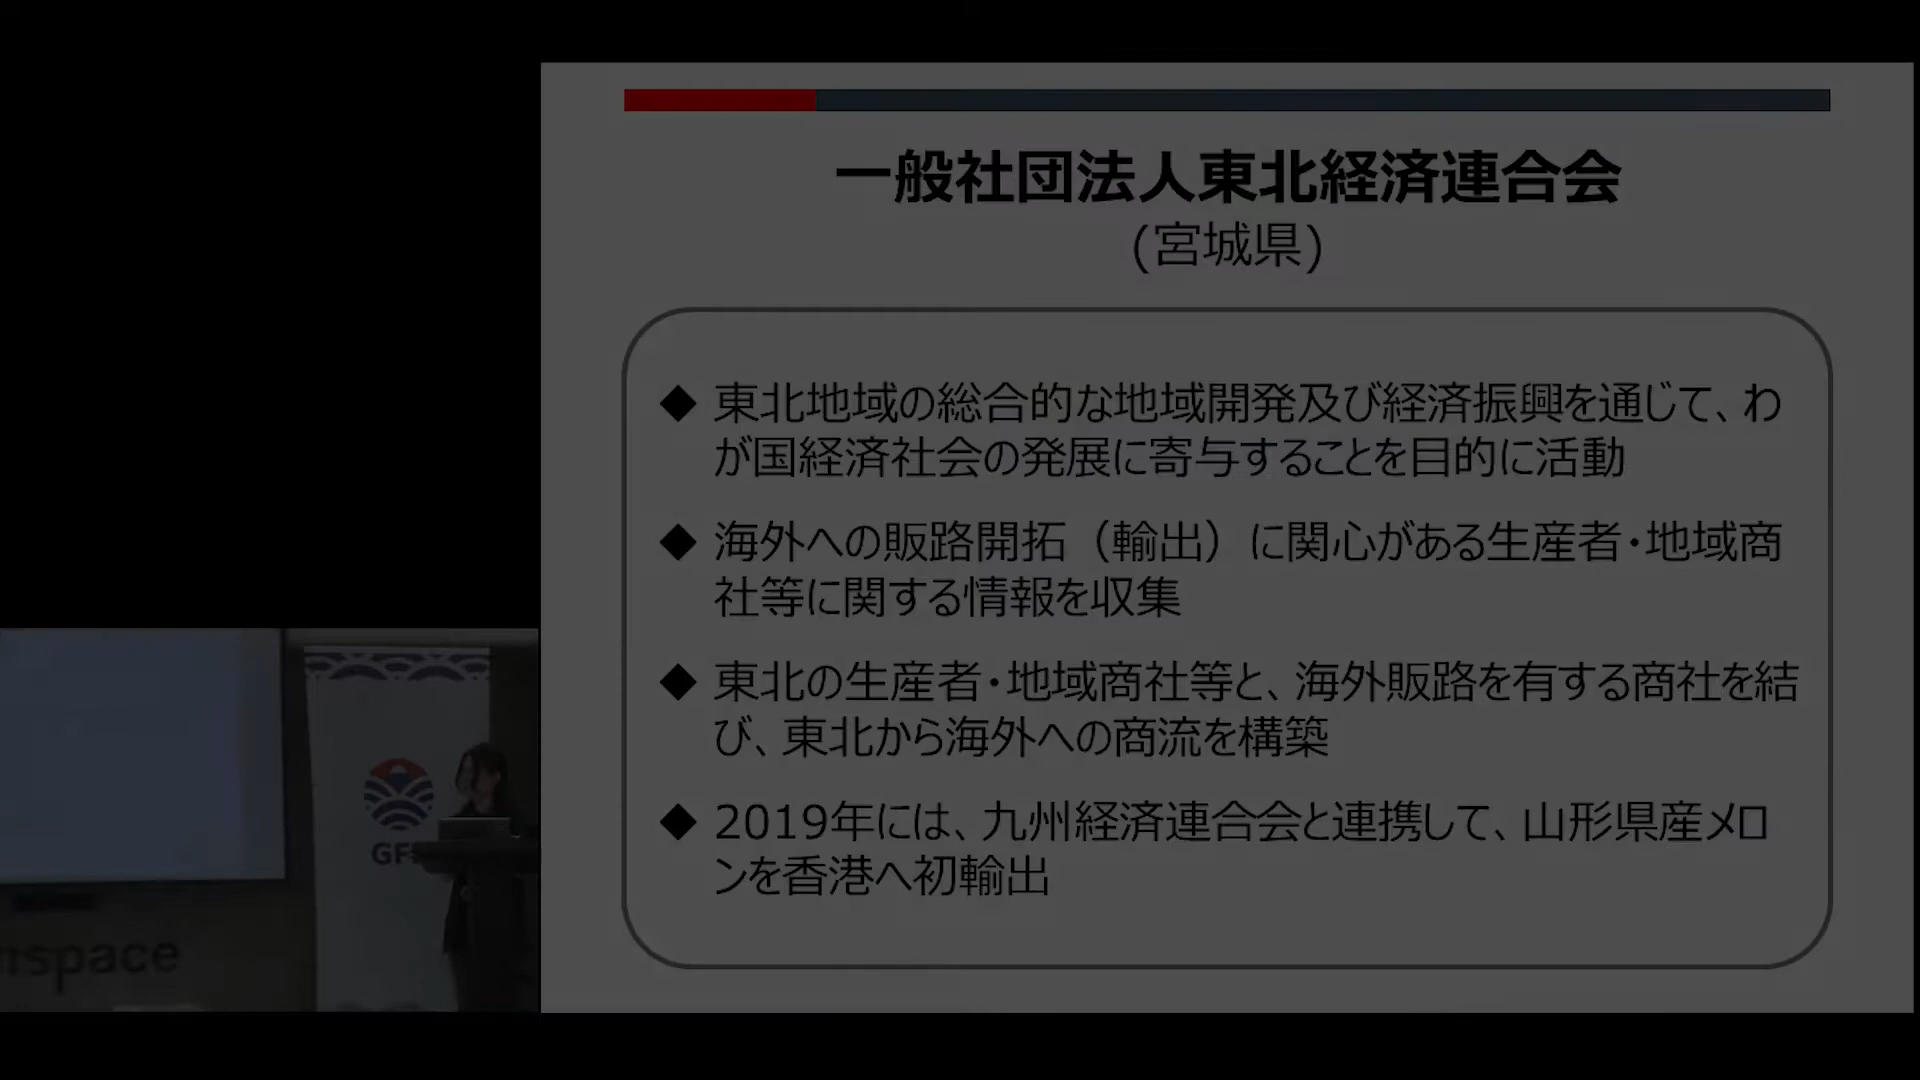 一般社団法人東北経済連合会
(宮城県)
◆ 東北地域の総合的な地域開発及び経済振興を通じて、わ
が国経済社会の発展に寄与することを目的に活動
◆ 海外への販路開拓（輸出）に関心がある生産者・地域商
社等に関する情報を収集
◆ 東北の生産者・地域商社等と、海外販路を有する商社を結
び、東北から海外への商流を構築
◆ 2019年には、九州経済連合会と連携して、山形県産メロ
ンを香港へ初輸出